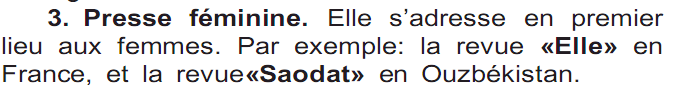 3. Presse féminine. Elle s’adresse en premier
lieu aux femmes. Par exemple: la revue «Elle» en
France, et la revue«Saodat» en Ouzbékistan.